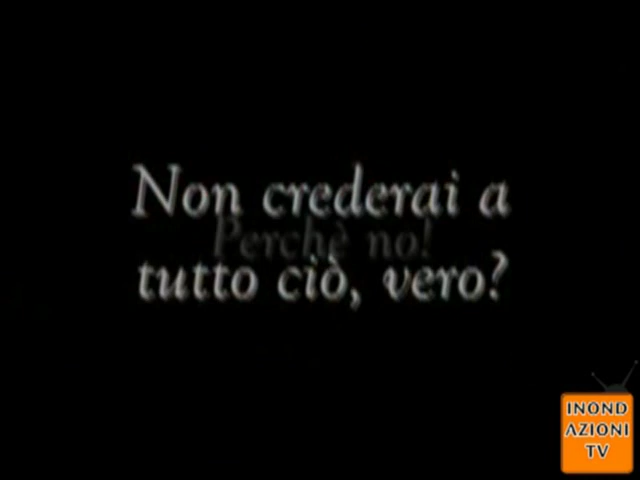 Non crederai a
Perchè no!
tutto ciò, vero?
INOND
AZIONI
TV